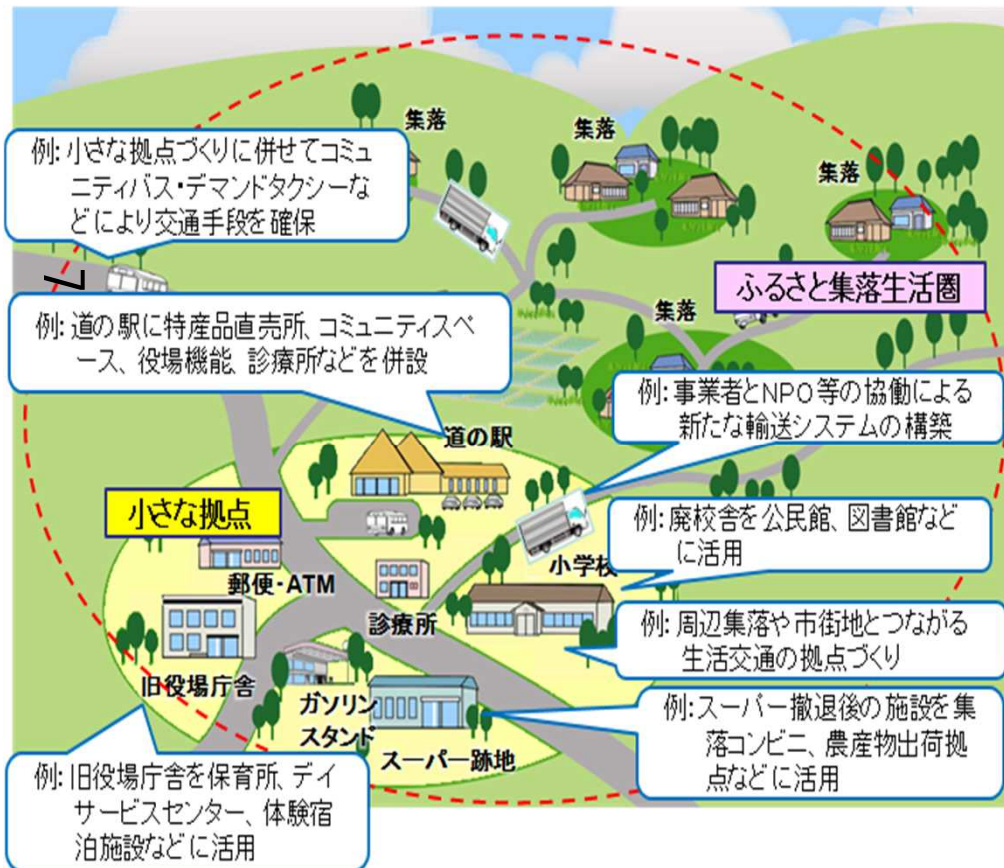 集落
集落
集落
例: 小さな拠点づくりに併せてコミュ
ニティバス・デマンドタクシーな
どにより交通手段を確保
ふるさと集落生活圏
集落
例: 道の駅に特産品直売所、コミュニティスペ
ース、役場機能、診療所などを併設
例: 事業者とNPO等の協働による
新たな輸送システムの構築
道の駅
小さな拠点
例: 廃校舎を公民館、図書館など
に活用
小学校
郵便・ATM
診療所
例: 周辺集落や市街地とつながる
生活交通の拠点づくり
旧役場庁舎
ガソリン
スタンド
スーパー跡地
例:スーパー撤退後の施設を集
落コンビニ、農産物出荷拠
点などに活用
例: 旧役場庁舎を保育所、デイ
サービスセンター、体験宿
泊施設などに活用